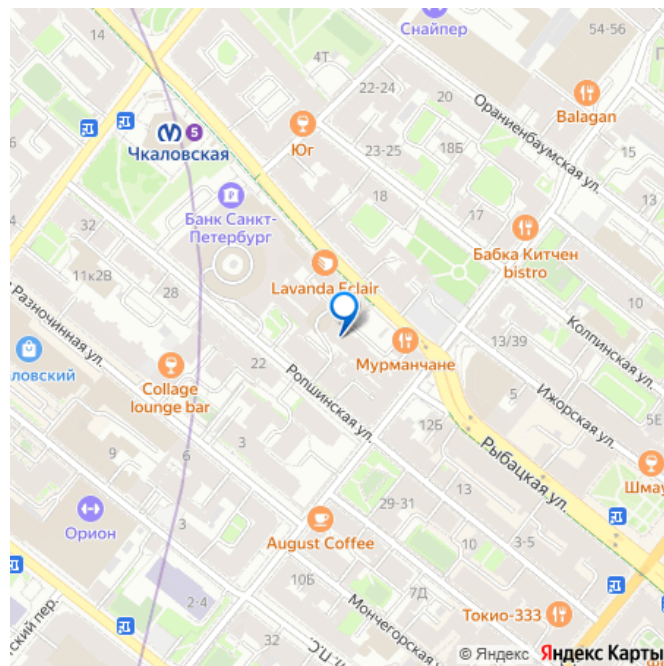 Снайпер
54-56
14
4Т
22-24
20
Balagan
Ораниенбаумская ул.
5
Чкаловская
Юг
23-25
18Б
15
18
17
32
Банк Санкт-
Петербург
Бабка Китчен
bistro
11к2В
28
Lavanda Eclair
Разночинная ул.
Колпинская ул.
Мурманчане
13/39
22
Collage
lounge bar
Ропшинская ул.
5
Ижорская ул.
5Е
12Б
Рыбацкая ул.
3
9
6
Орион
3
29-31
13
August Coffee
10
3-5
2-4
10Б
7Д
Токио-333
Мончегорская ул.
32
© Яндекс Яндекс Карты